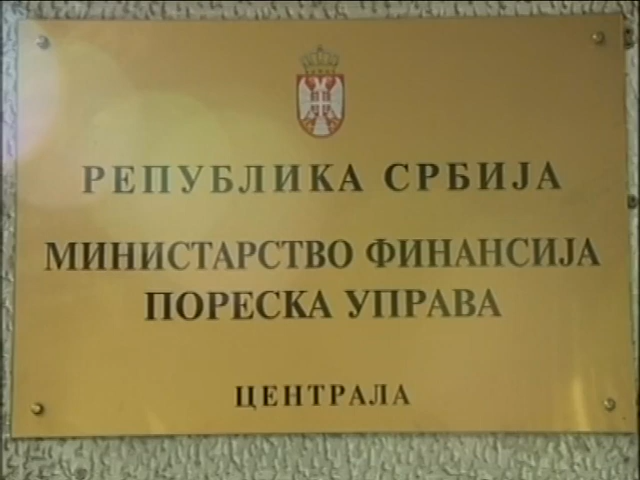 РЕПУБЛИКА СРБИЈА
МИНИСТАРСТВО ФИНАНСИЈА
ПОРЕСКА УПРАВА
ЦЕНТРАЛА